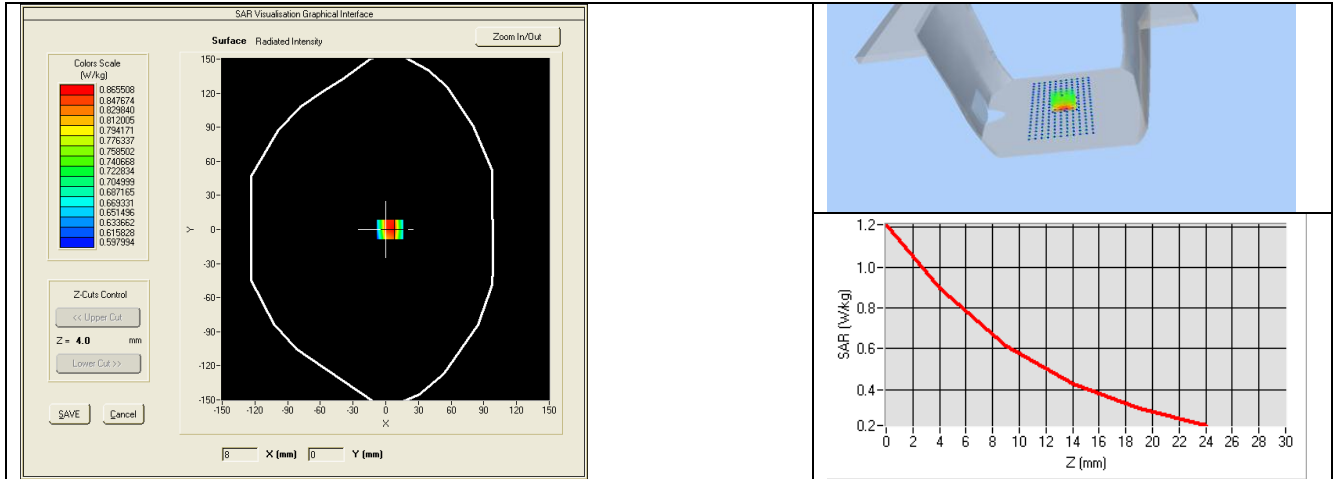 SAR Visualisation Graphical Interface
Surface Radiated Intensity
Zoom In/Out
Colors Scale
(W/kg)
0.865508
0.847674
0.829840
0.812005
0.794171
0.776337
0.758502
0.740668
0.722834
0.704999
0.687165
0.669331
0.651496
0.633662
0.615828
0.597994
Z-Cuts Control
<< Upper Cut
Z = 4.0 mm
Lower Cut >>
SAVE Cancel
150-
120-
90-
60-
30-
Y 0-
-30-
-60-
-90-
-120-
-150-
-150 -120 -90 -60 -30 0 30 60 90 120 150
X
8 X (mm) 0 Y (mm)
1.2-
1.0-
0.8-
0.6-
0.4-
0.2-
SAR (W/kg)
0 2 4 6 8 10 12 14 16 18 20 22 24 26 28 30
Z (mm)